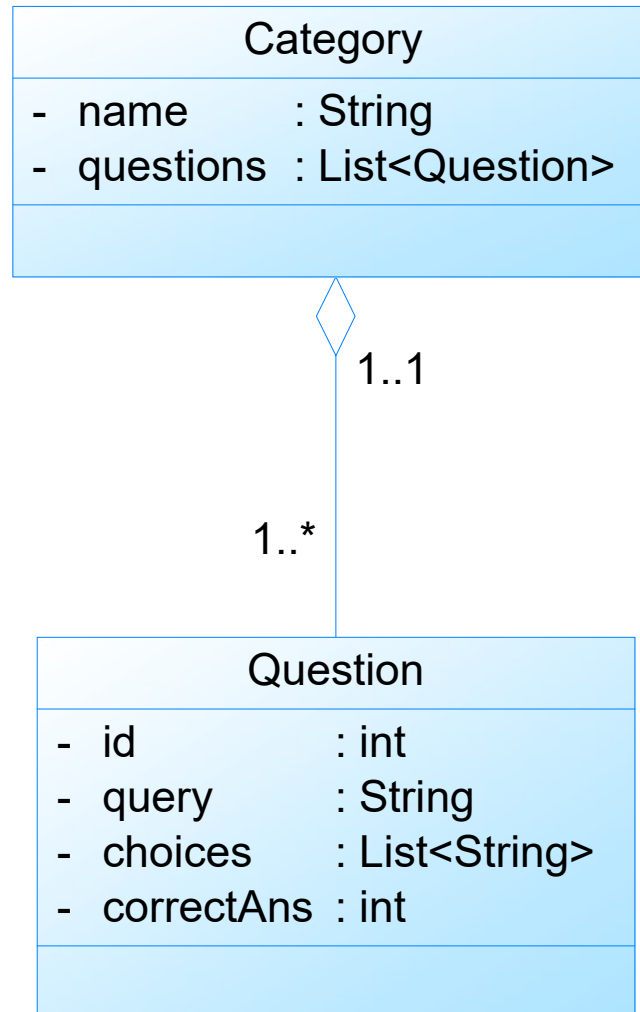 Category
- name : String
- questions : List<Question>
1..1
1..*
Question
- id : int
- query : String
- choices : List<String>
- correctAns : int